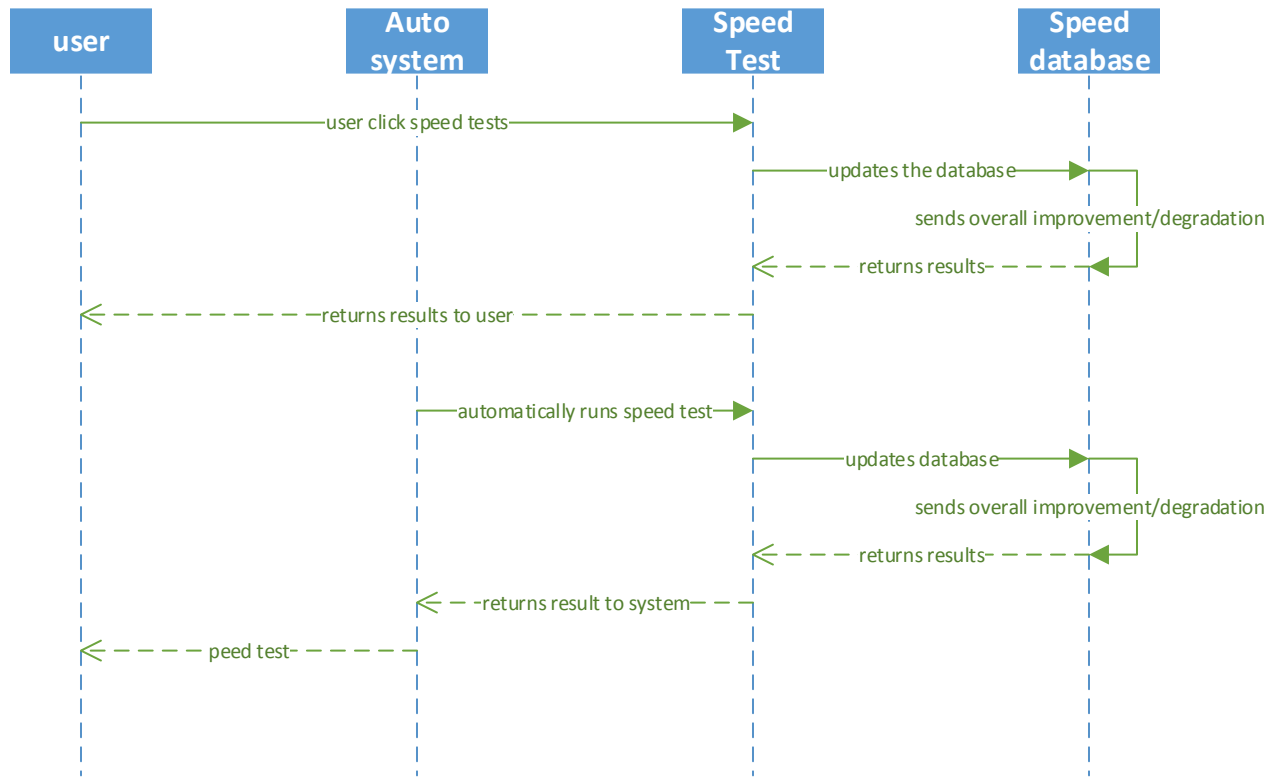 user
Auto
system
Speed
Test
Speed
database
user click speed tests
updates the database
sends overall improvement/degradation
returns results
returns results to user
automatically runs speed test
updates database
sends overall improvement/degradation
returns results
returns result to system
peed test